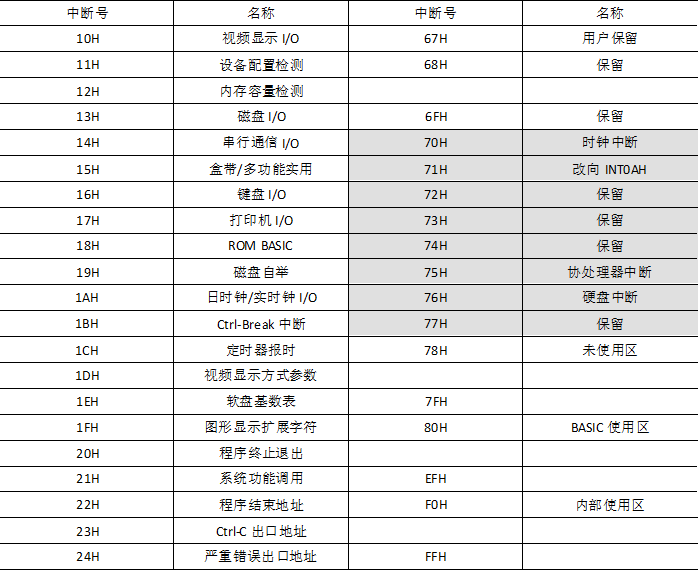 中断号 名称 中断号 名称
10H 视频显示 I/O 67H 用户保留
11H 设备配置检测 68H 保留
12H 内存容量检测
13H 磁盘 I/O 6FH 保留
14H 串行通信 I/O 70H 时钟中断
15H 盒带/多功能实用 71H 改向 INT0AH
16H 键盘 I/O 72H 保留
17H 打印机 I/O 73H 保留
18H ROM BASIC 74H 保留
19H 磁盘自举 75H 协处理器中断
1AH 日时钟/实时钟 I/O 76H 硬盘中断
1BH Ctrl-Break 中断 77H 保留
1CH 定时器报时 78H 未使用区
1DH 视频显示方式参数
1EH 软盘基数表 7FH
1FH 图形显示扩展字符 80H BASIC 使用区
20H 程序终止退出
21H 系统功能调用 EFH
22H 程序结束地址 F0H 内部使用区
23H Ctrl-C 出口地址
24H 严重错误出口地址 FFH